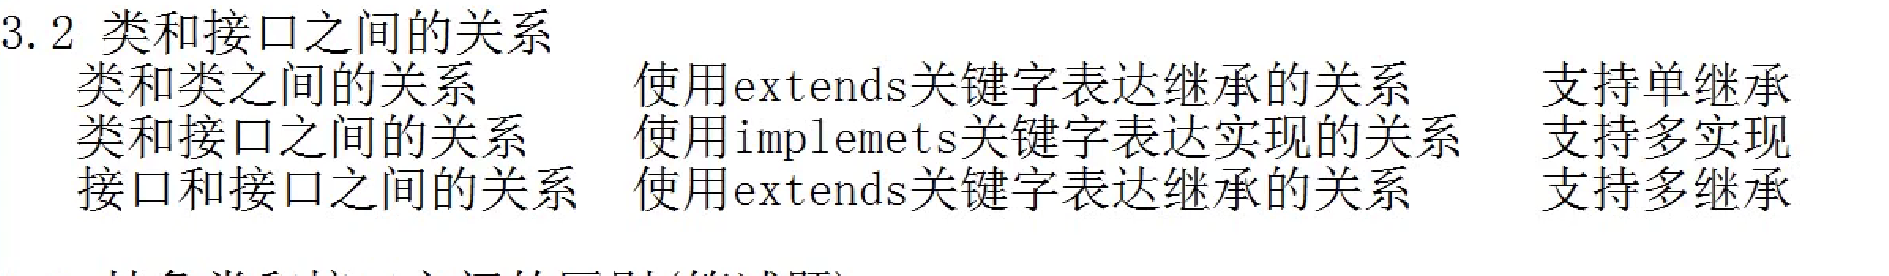 3.2 类和接口之间的关系
类和类之间的关系 使用extends关键字表达继承的关系 支持单继承
类和接口之间的关系 使用implemets关键字表达实现的关系 支持多实现
接口和接口之间的关系 使用extends关键字表达继承的关系 支持多继承